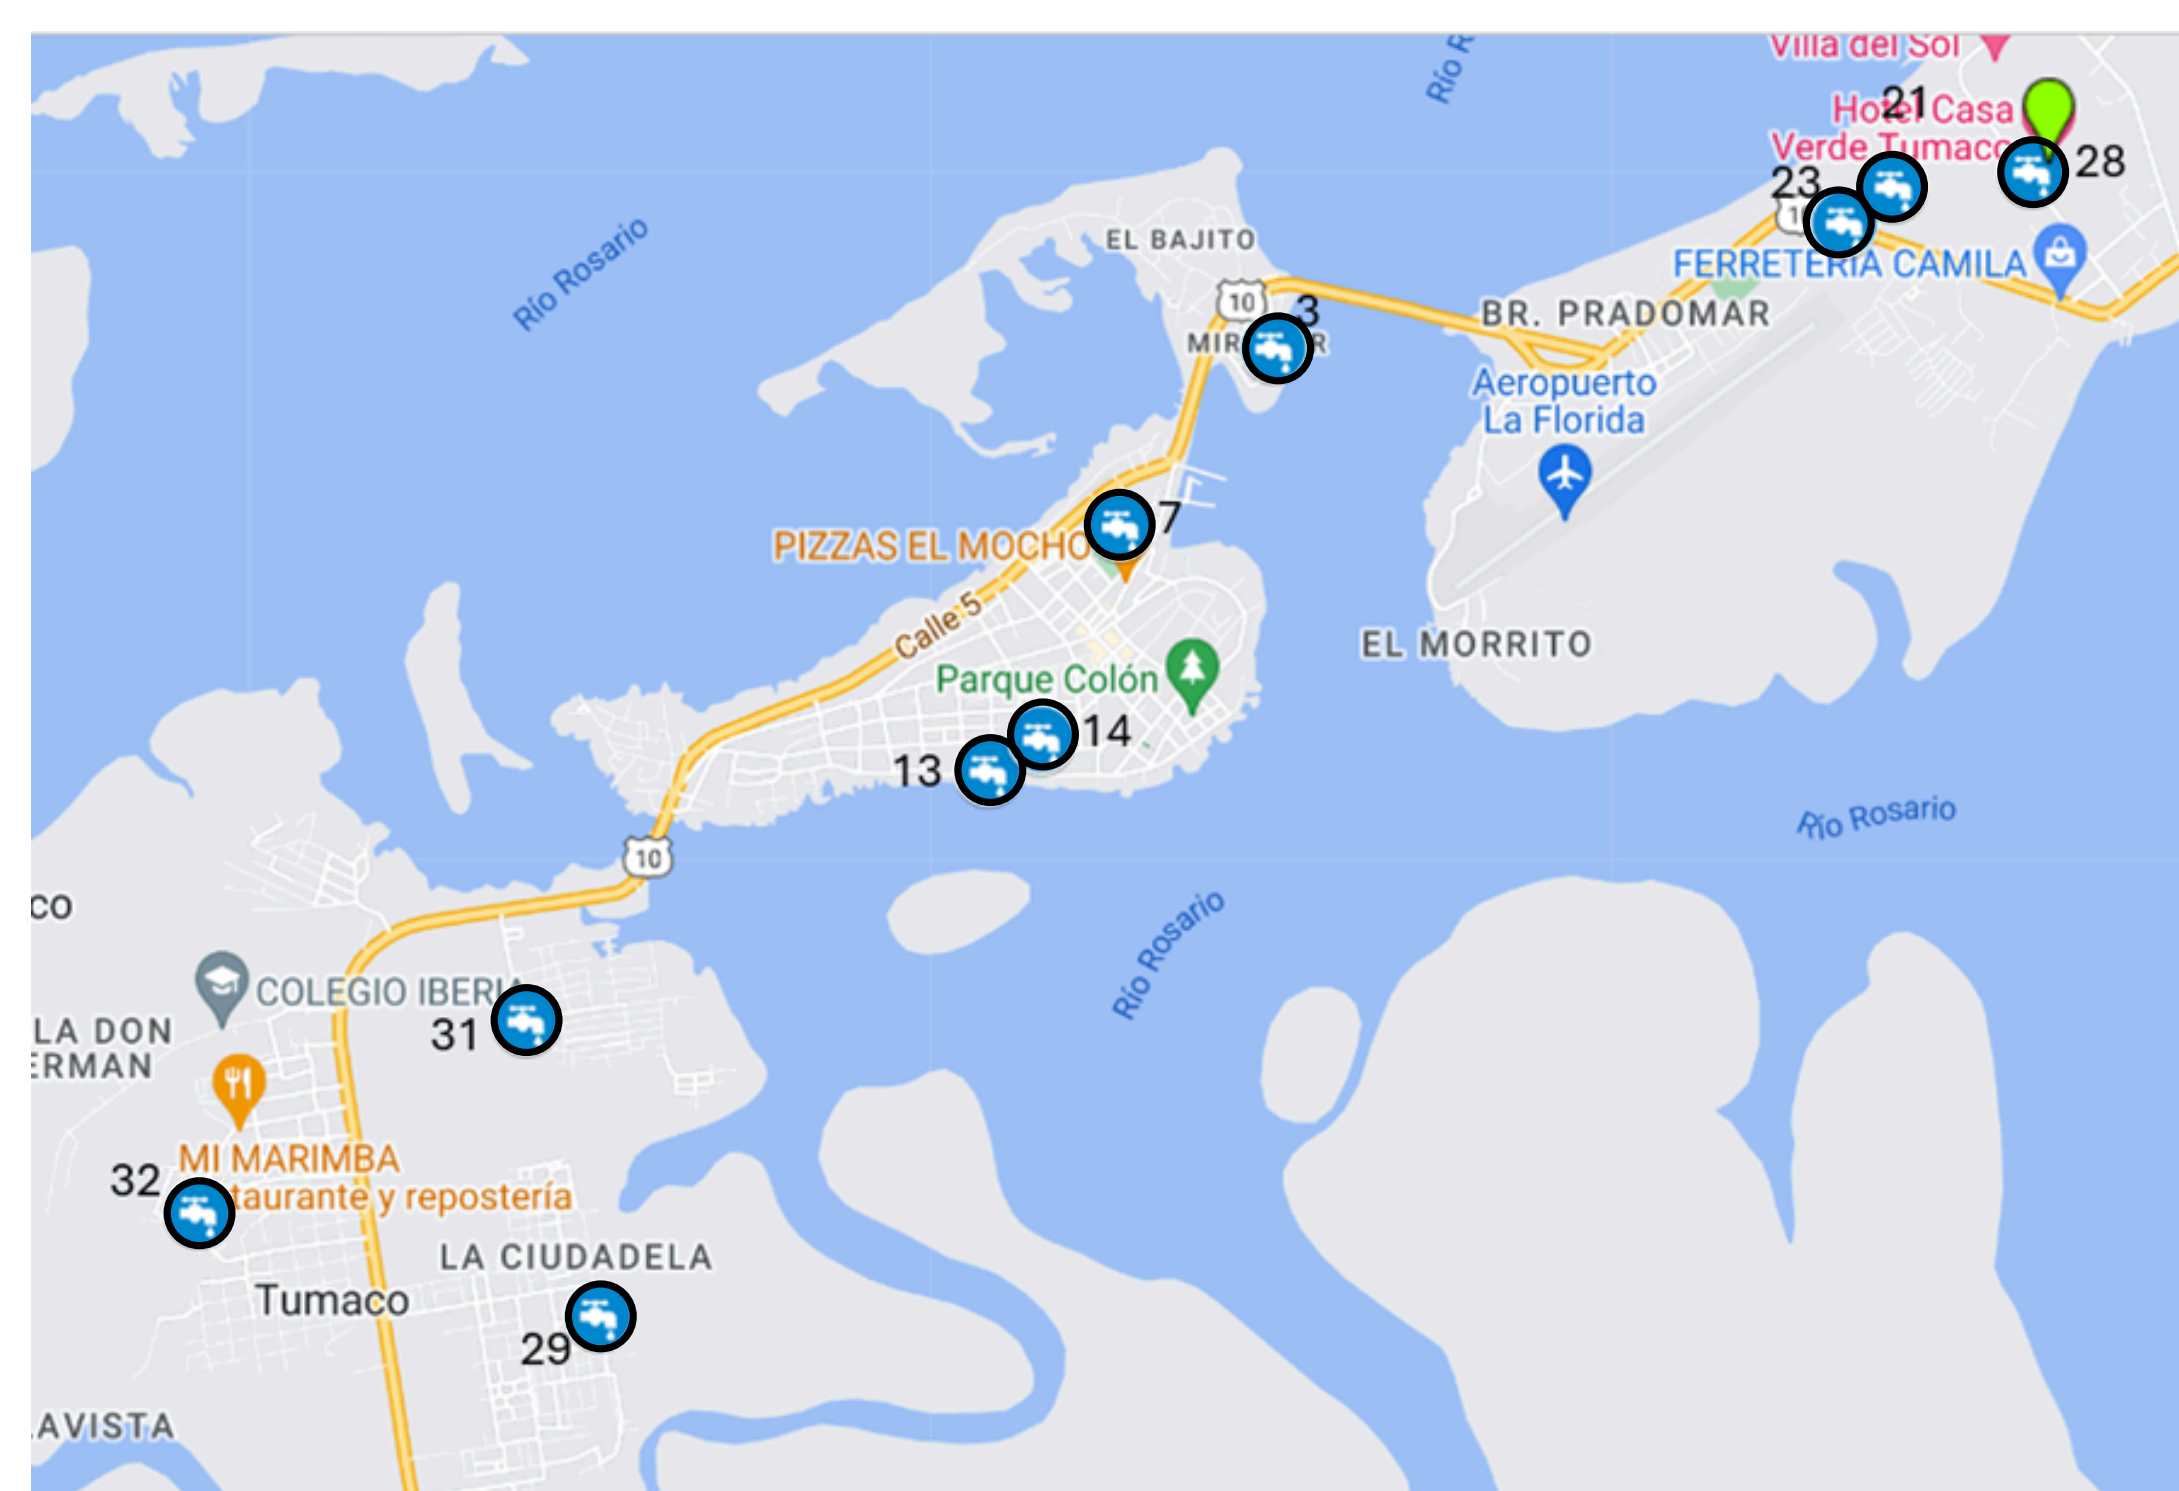 Villa del Sol
Río R
21
Hotel Casa
Verde Tumaco
28
23
EL BAJITO
Río Rosario
FERRETERÍA CAMILA
10
3
BR. PRADOMAR
Aeropuerto
La Florida
7
PIZZAS EL MOCHO
Calle 5
EL MORRITO
Parque Colón
14
13
Río Rosario
10
co
Río Rosario
COLEGIO IBERIA
31
LA DON
ERMAN
MI MARIMBA
32
taurante y repostería
LA CIUDADELA
Tumaco
29
AVISTA